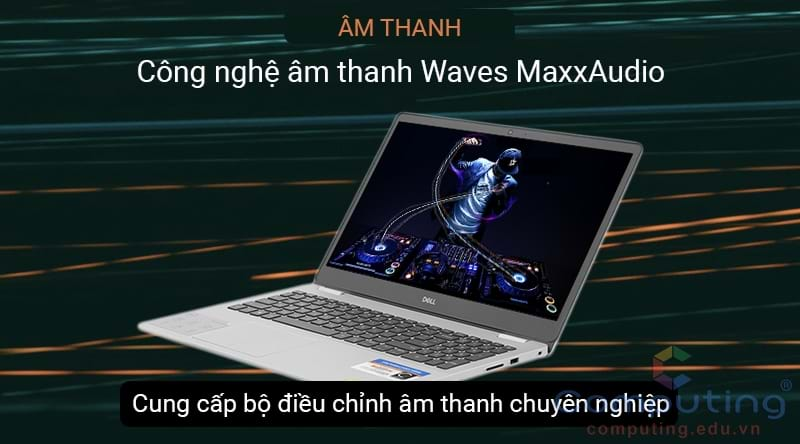 ÂM THANH
Công nghệ âm thanh Waves MaxxAudio
DELL
Cung cấp bộ điều chỉnh âm thanh chuyên nghiệp
Computing®
computing.edu.vn